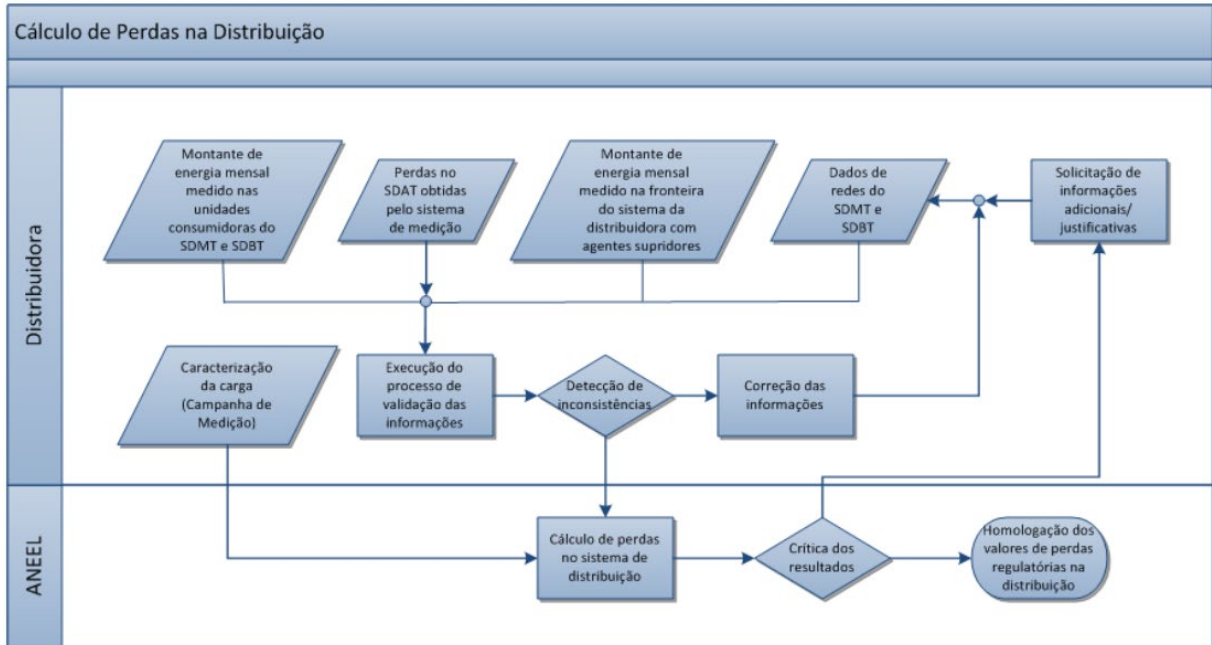 Cálculo de Perdas na Distribuição
Distribuidora
Montante de
energia mensal
medido nas
unidades
consumidoras do
SDMT e SDBT
Perdas no
SDAT obtidas
pelo sistema
de medição
Montante de
energia mensal
medido na fronteira
do sistema da
distribuidora com
agentes supridores
Dados de
redes do
SDMT e
SDBT
Solicitação de
informações
adicionais/
justificativas
Caracterização
da carga
(Campanha de
Medição)
Execução do
processo de
validação das
informações
Detecção de
inconsistências
Correção das
informações
ANEEL
Cálculo de perdas
no sistema de
distribuição
Crítica dos
resultados
Homologação dos
valores de perdas
regulatórias na
distribuição